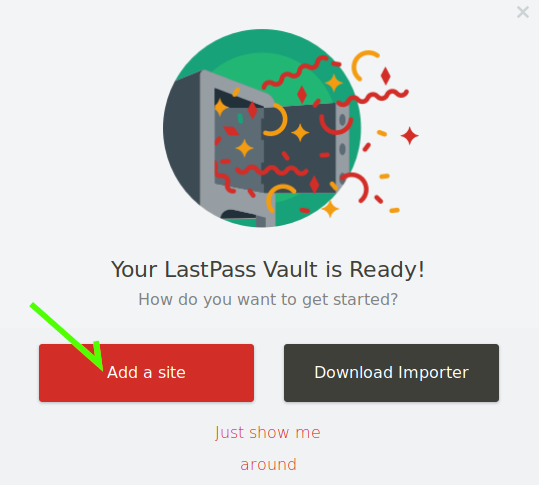 Your LastPass Vault is Ready!
How do you want to get started?
Add a site
Download Importer
Just show me
around